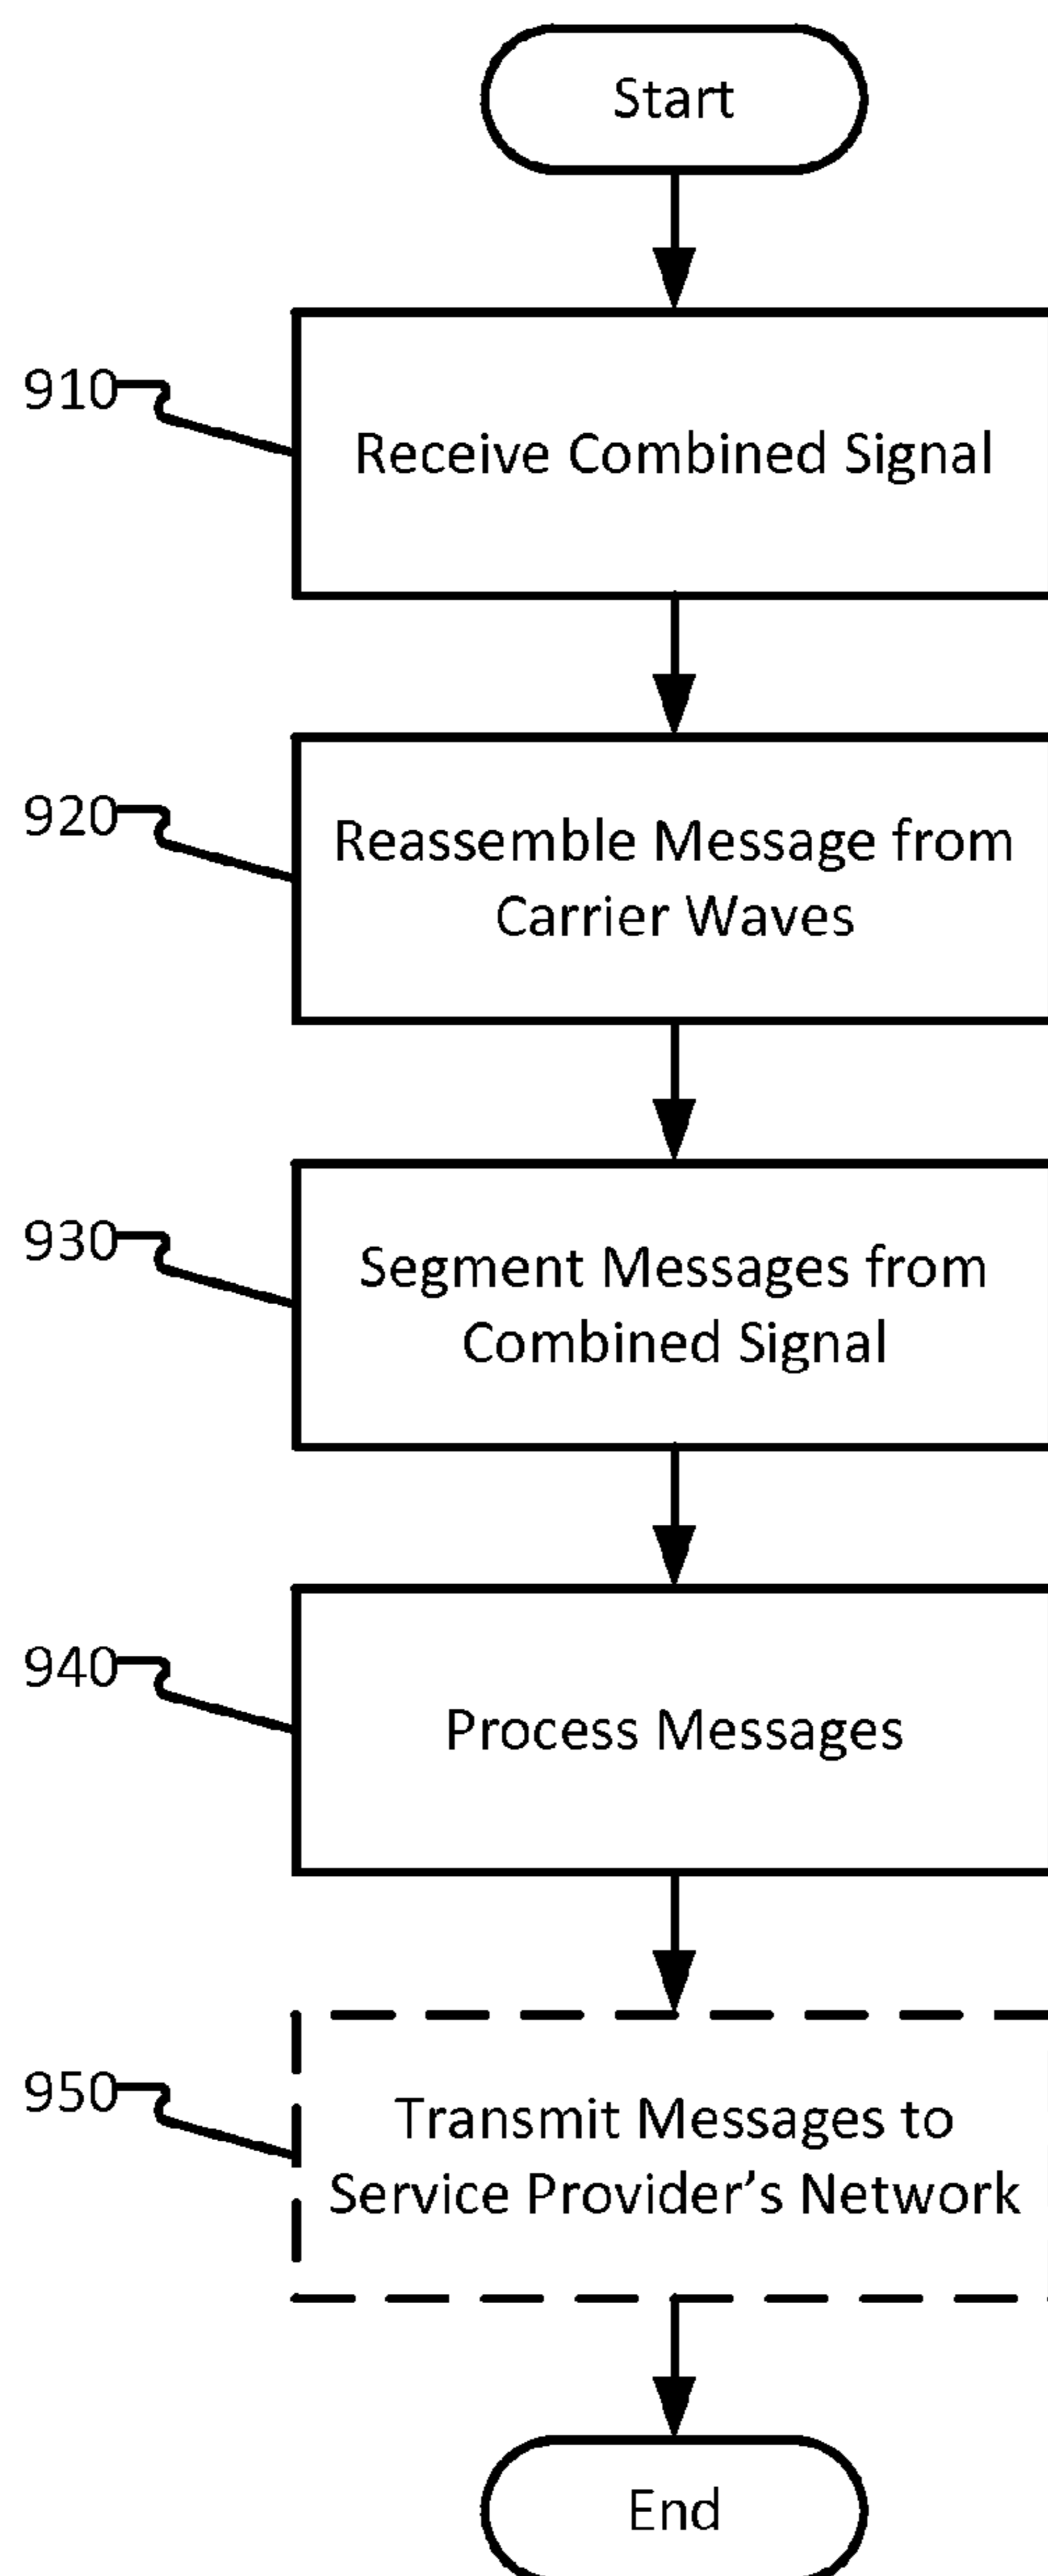 Start
910
Receive Combined Signal
920
Reassemble Message from
Carrier Waves
930
Segment Messages from
Combined Signal
940
Process Messages
950
Transmit Messages to
Service Provider’s Network
End